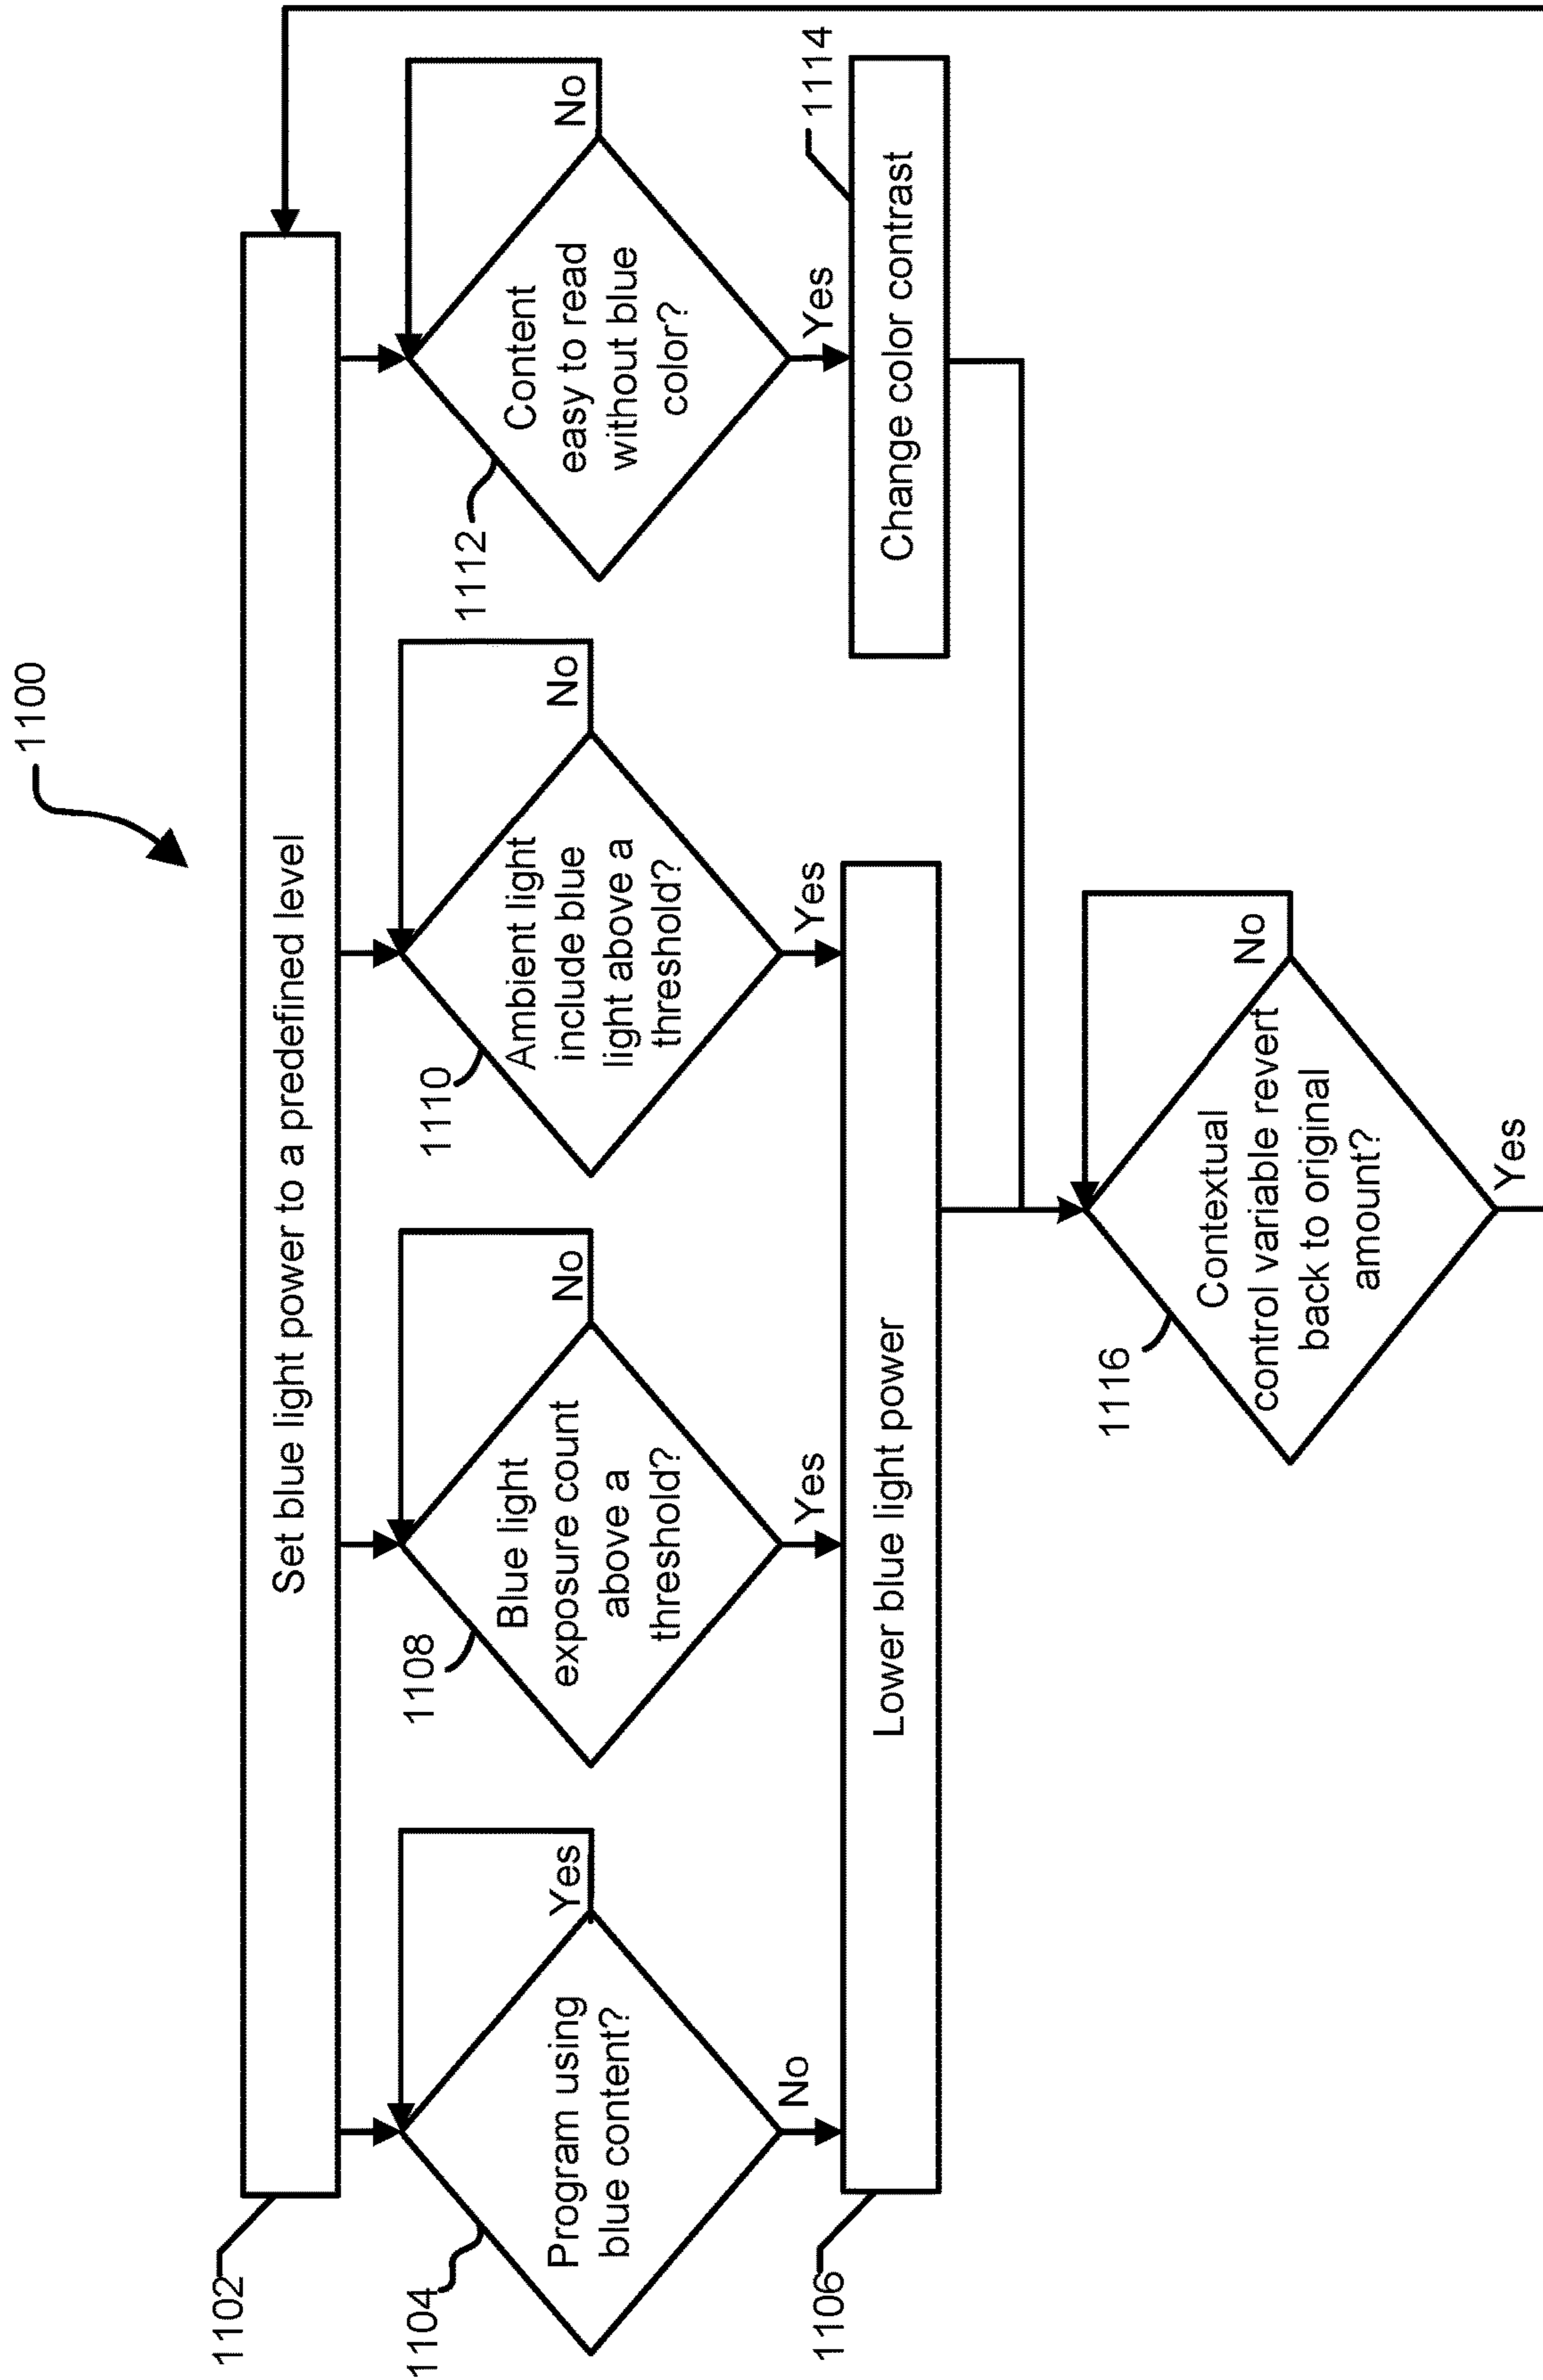 1100
1102
Set blue light power to a predefined level
1104
Program using
blue content?
Yes
No
1108
Blue light
exposure count
above a
threshold?
No
Yes
1110
Ambient light
include blue
light above a
threshold?
No
Yes
1112
Content
easy to read
without blue
color?
No
Yes
1106
Lower blue light power
1114
Change color contrast
1116
Contextual
control variable revert
back to original
amount?
No
Yes